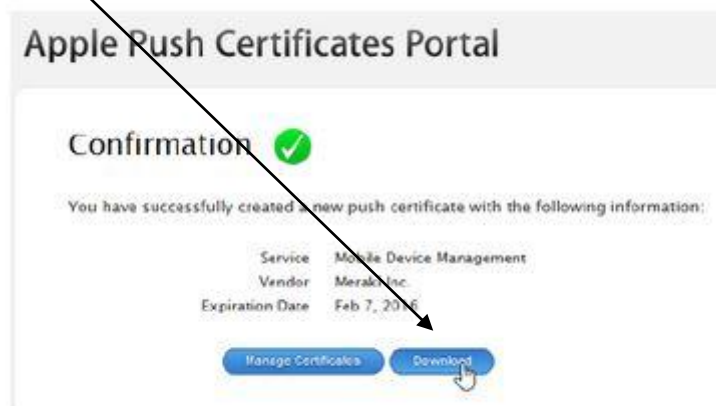 Apple Push Certificates Portal
Confirmation
You have successfully created a new push certificate with the following information:
Service Mobile Device Management
Vendor Meraki Inc.
Expiration Date Feb 7, 2016
Manage Certificates Download